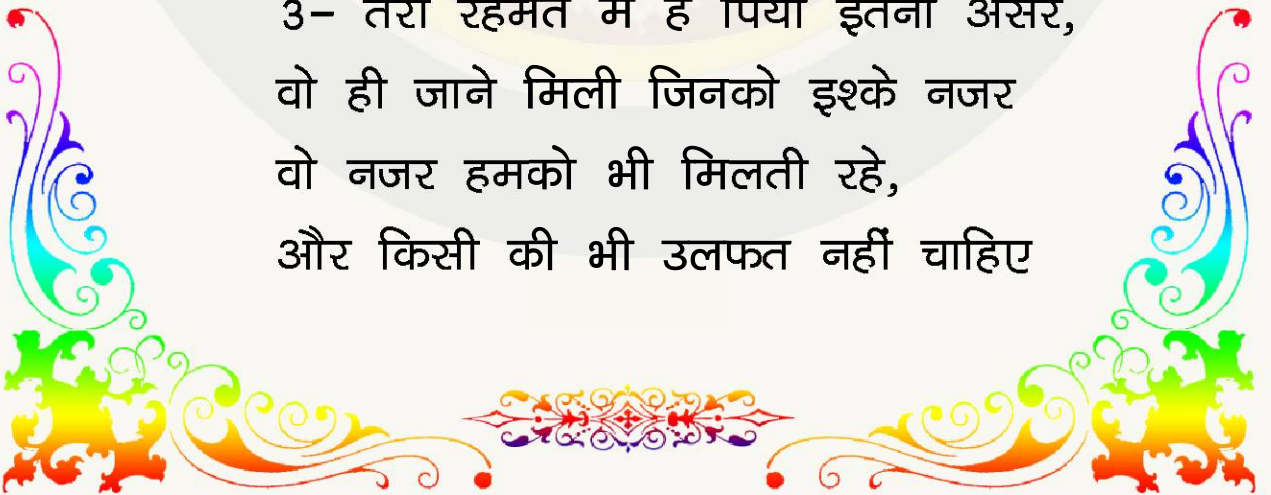 3– तेरी रहमत में है पिया इतना असर,
वो ही जाने मिली जिनको इश्के नजर
वो नजर हमको भी मिलती रहे,
और किसी की भी उलफत नहीं चाहिए